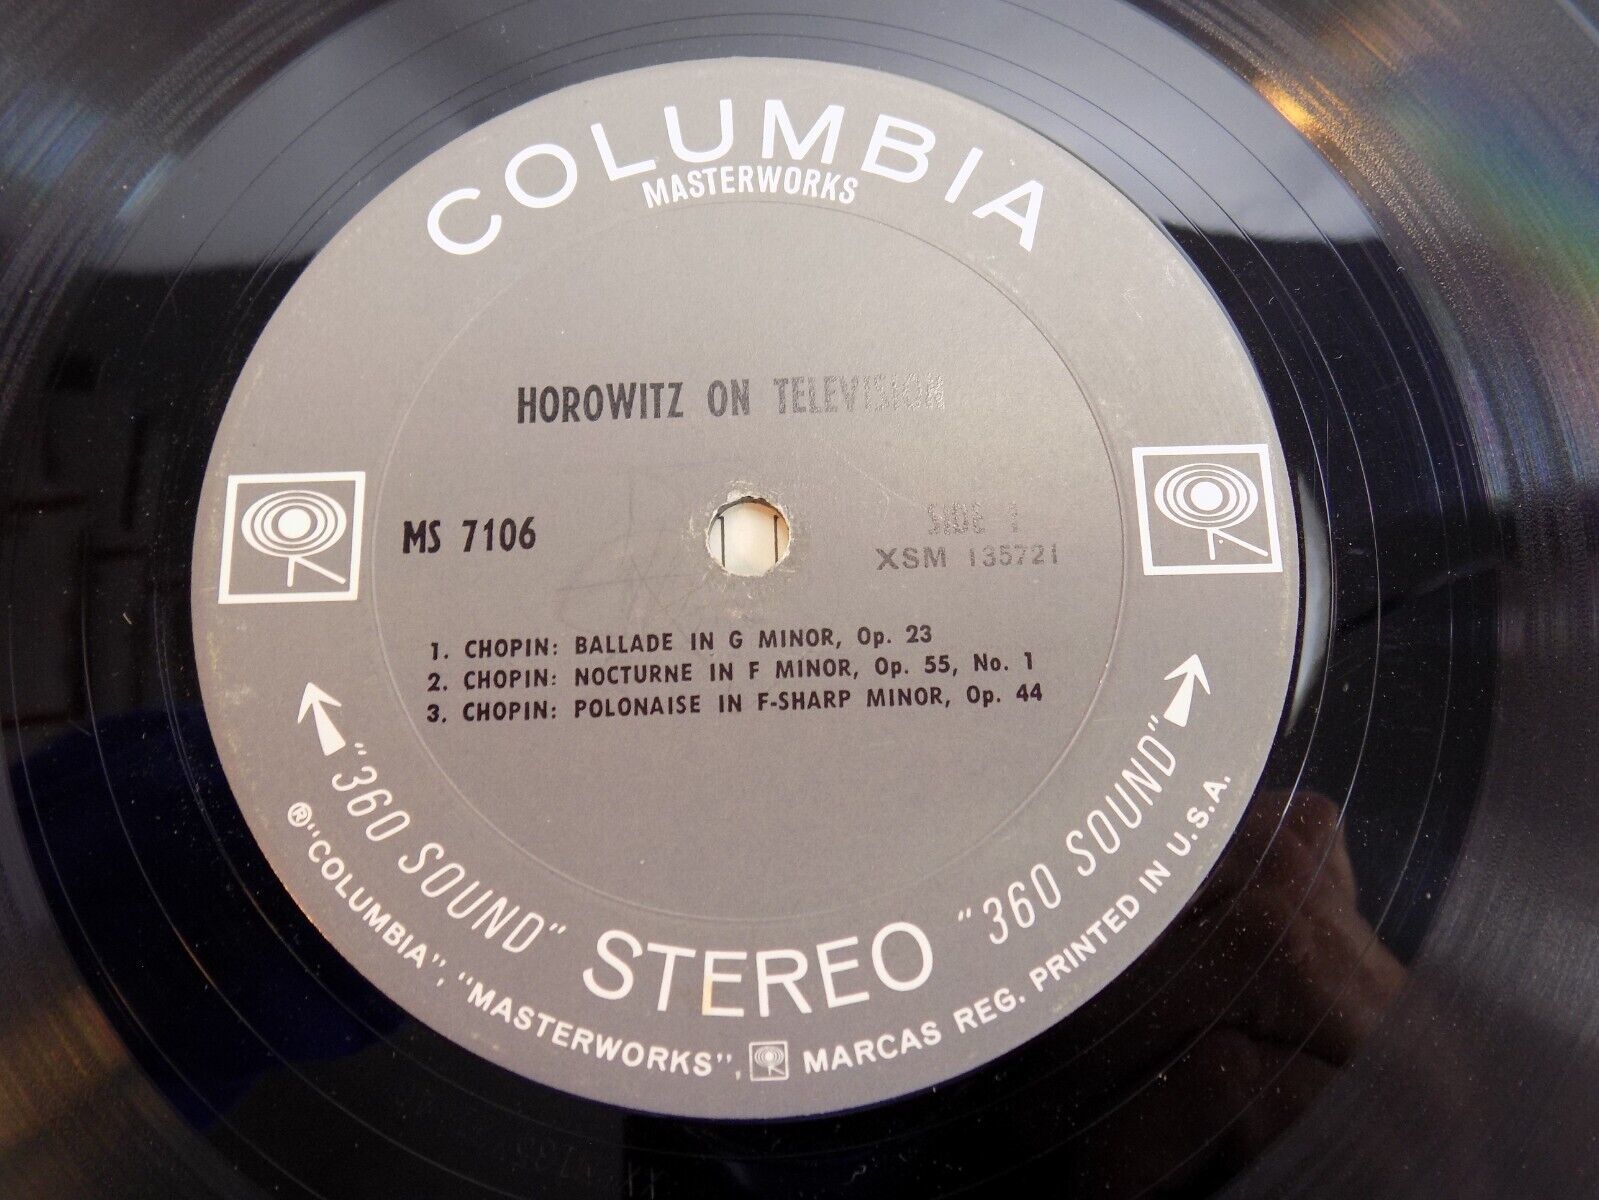 COLUMBIA
MASTERWORKS
HOROWITZ ON TELEVISION
MS 7106
SIDE 1
XSM 135721
1. CHOPIN: BALLADE IN G MINOR, Op. 23
2. CHOPIN: NOCTURNE IN F MINOR, Op. 55, No. 1
3. CHOPIN: POLONAISE IN F-SHARP MINOR, Op. 44
"360 SOUND" STEREO "360 SOUND"
® "COLUMBIA", "MASTERWORKS", MARCAS REG. PRINTED IN U.S.A.